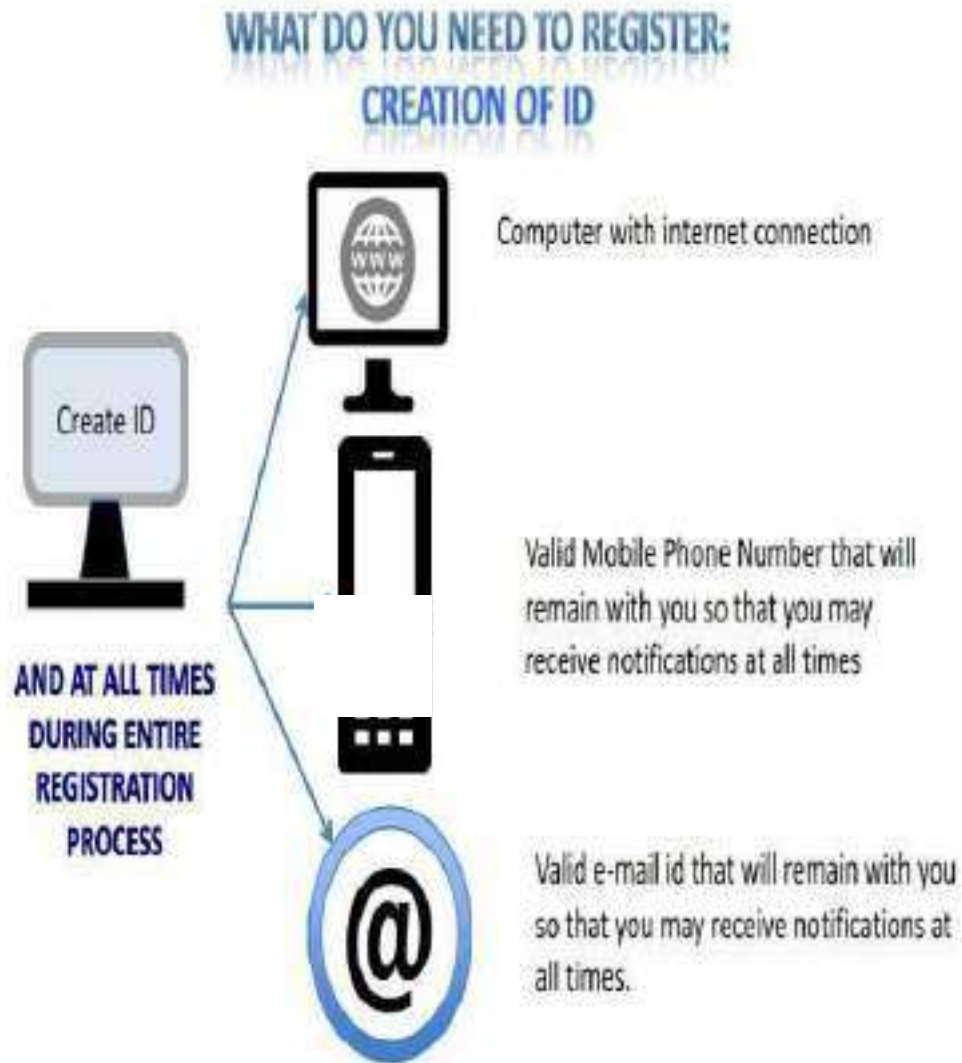 WHAT DO YOU NEED TO REGISTER:
CREATION OF ID
Computer with internet connection
WWW
Create ID
AND AT ALL TIMES
DURING ENTIRE
REGISTRATION
PROCESS
Valid Mobile Phone Number that will
remain with you so that you may
receive notifications at all times
@
Valid e-mail id that will remain with you
so that you may receive notifications at
all times.